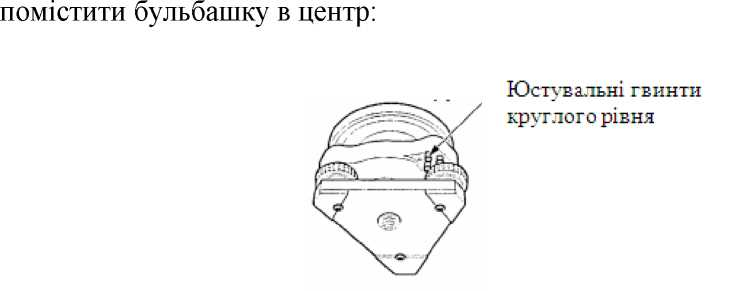 помістити бульбашку в центр:
Юстувальні гвинти
круглого рівня